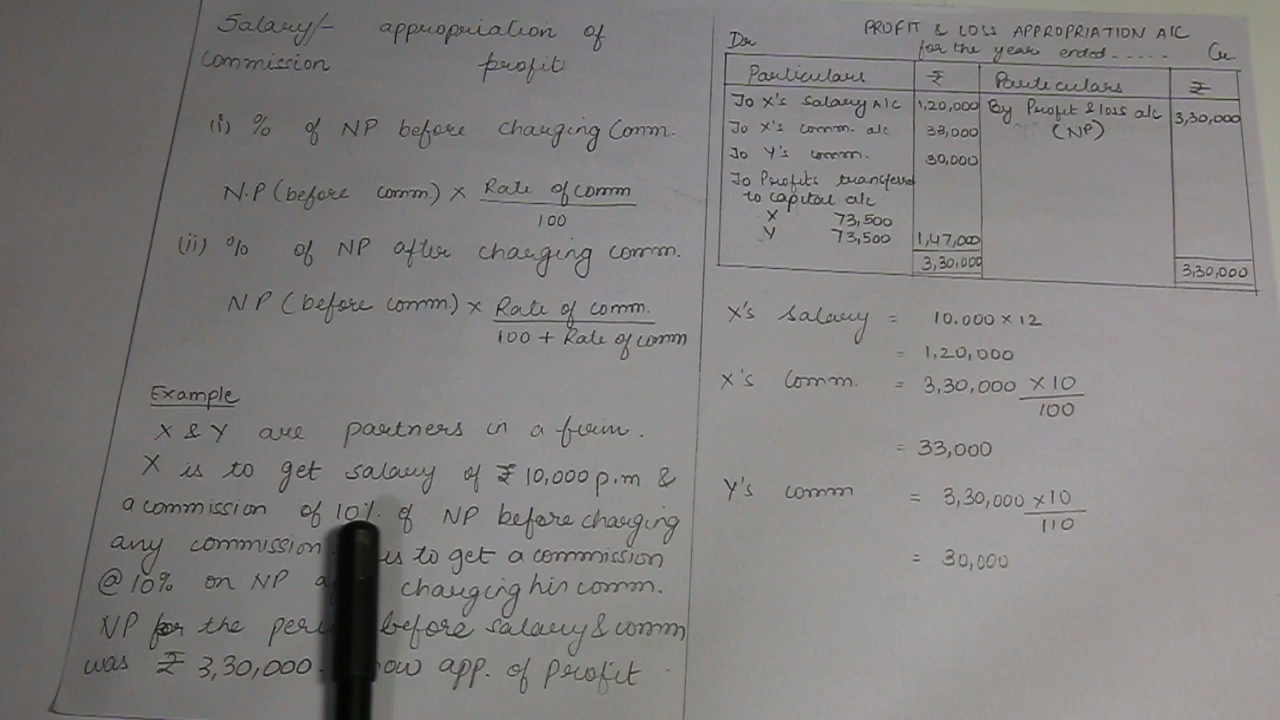 Salary/- appropriation of
commission profit
(i) % of NP before charging Comm.
N.P (before comm.) × Rate of comm
100
(ii) % of NP after charging comm.
NP (before comm.) × Rate of comm.
100 + Rate of comm
Example
X & Y are partners in a firm.
X is to get salary of ₹ 10,000 p.m &
a commission of 10% of NP before charging
any commission. is to get a commission
@ 10% on NP a changing his comm.
NP for the peri before salary & comm
was ₹ 3,30,000. ow app. of profit
PROFIT & LOSS APPROPRIATION A/C
Dr for the year ended ..... Cr
Particulars ₹ Particulars ₹
To X's Salary A/C 1,20,000 By Profit & loss a/c 3,30,000
To X's comm. a/c 33,000 (NP)
To Y's comm. 30,000
To Profits transferred
to capital a/c
X 73,500
Y 73,500 1,47,000
3,30,000 3,30,000
X's salary = 10.000 × 12
= 1,20,000
X's comm. = 3,30,000 × 10
100
= 33,000
Y's comm = 3,30,000 × 10
110
= 30,000